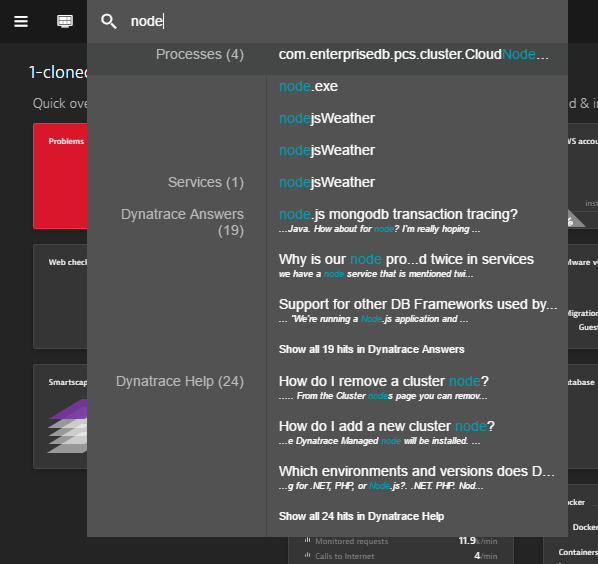 node
Processes (4)
com.enterprisedb.pcs.cluster.CloudNode...
1-cloned
node.exe
Quick ove
d & i
nodejsWeather
Problems
WS accou
nodejsWeather
Services (1)
nodejsWeather
inst
Dynatrace Answers
(19)
node.js mongodb transaction tracing?
...Java. How about for node? I'm really hoping ...
Web check
Why is our node pro...d twice in services
we have a node service that is mentioned twi...
Mware v
Support for other DB Frameworks used by...
... "We're running a Node.js application and ...
Migration
Guest
Show all 19 hits in Dynatrace Answers
Dynatrace Help (24)
How do I remove a cluster node?
..... From the Cluster nodes page you can remov...
Smartscap
atabase
How do I add a new cluster node?
...e Dynatrace Managed node will be installed. ...
Which environments and versions does D...
...g for .NET, PHP, or Node.js?. .NET. PHP. Nod...
ocker
Show all 24 hits in Dynatrace Help
Docker
Monitored requests 11.9k/min
Calls to Internet 4/min
Containers